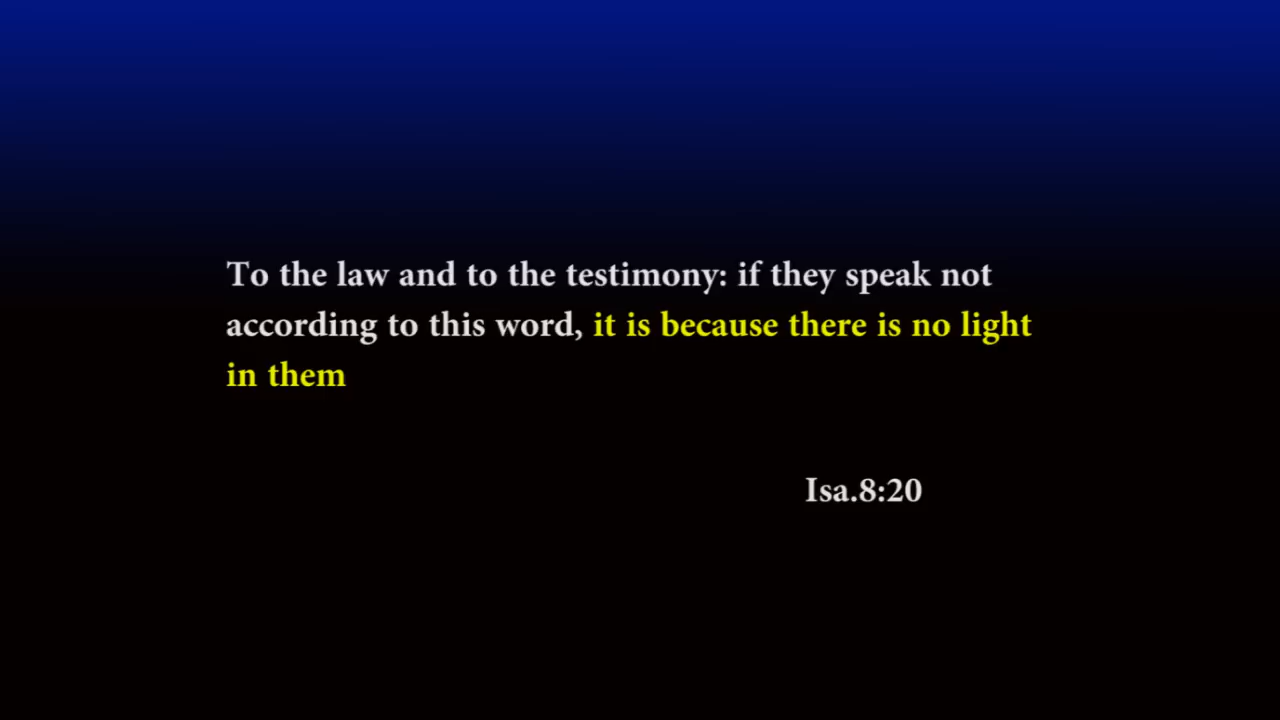 To the law and to the testimony: if they speak not
according to this word, it is because there is no light
in them
Isa.8:20